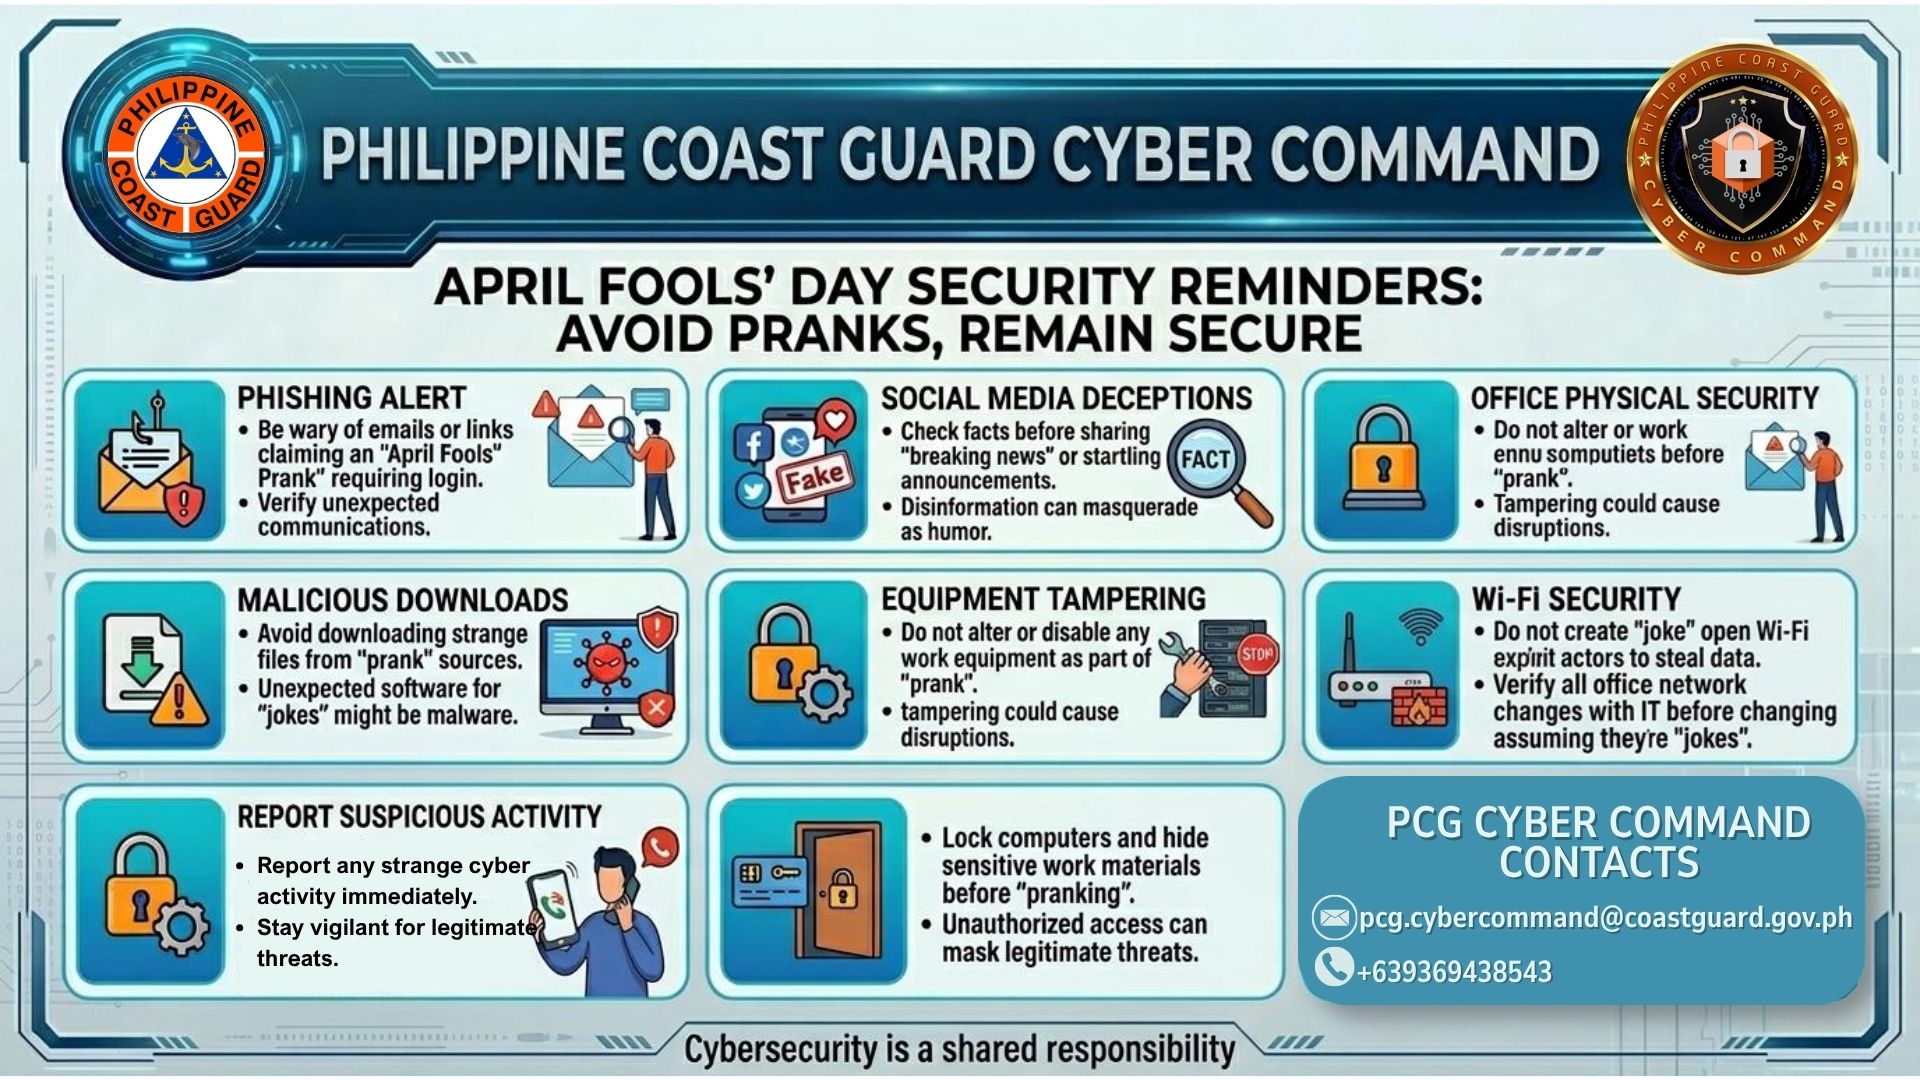 PHILIPPINE COAST GUARD
PHILIPPINE COAST GUARD CYBER COMMAND
PHILIPPINE COAST GUARD
CYBER COMMAND
APRIL FOOLS’ DAY SECURITY REMINDERS:
AVOID PRANKS, REMAIN SECURE
PHISHING ALERT
• Be wary of emails or links
claiming an "April Fools"
Prank" requiring login.
• Verify unexpected
communications.
Fake
SOCIAL MEDIA DECEPTIONS
• Check facts before sharing
"breaking news" or startling
announcements.
• Disinformation can masquerade
as humor.
FACT
OFFICE PHYSICAL SECURITY
• Do not alter or work
ennu somputiets before
“prank”.
• Tampering could cause
disruptions.
MALICIOUS DOWNLOADS
• Avoid downloading strange
files from "prank" sources.
• Unexpected software for
"jokes" might be malware.
EQUIPMENT TAMPERING
• Do not alter or disable any
work equipment as part of
"prank".
• tampering could cause
disruptions.
Wi-Fi SECURITY
• Do not create "joke" open Wi-Fi
actors to steal data.
• Verify all office network
changes with IT before changing
assuming they're "jokes".
REPORT SUSPICIOUS ACTIVITY
• Report any strange cyber
activity immediately.
• Stay vigilant for legitimate
threats.
• Lock computers and hide
sensitive work materials
before “pranking”.
• Unauthorized access can
mask legitimate threats.
PCG CYBER COMMAND
CONTACTS
pcg.cybercommand@coastguard.gov.ph
+639369438543
Cybersecurity is a shared responsibility